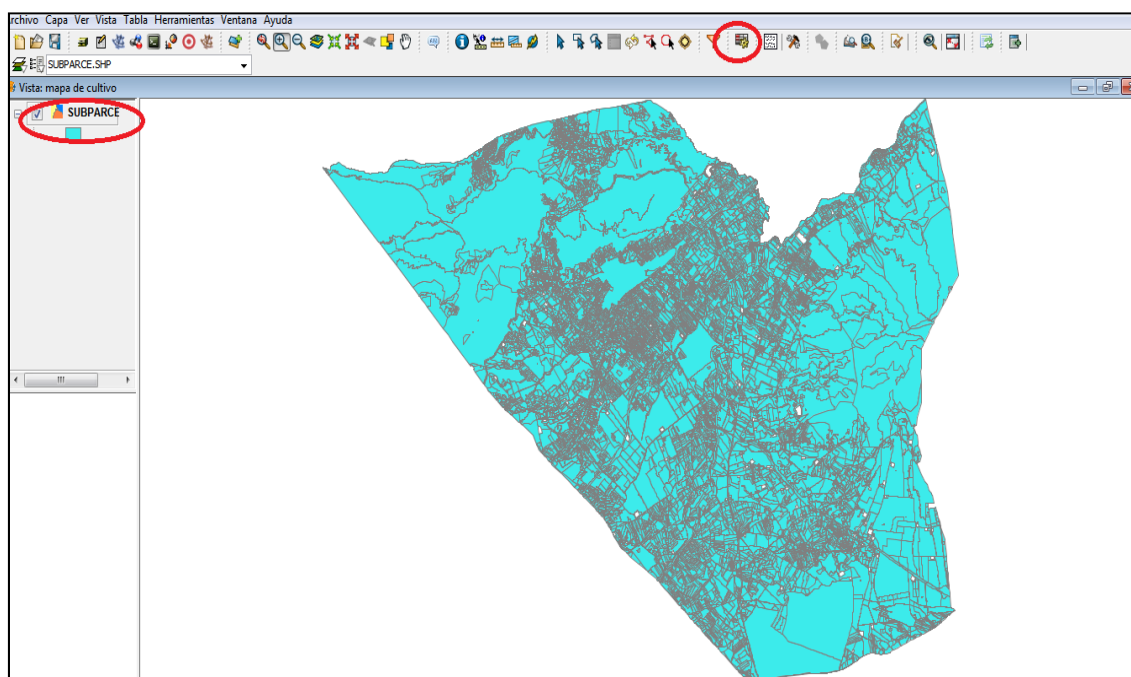 rchivo Capa Ver Vista Tabla Herramientas Ventana Ayuda
SUBPARCE.SHP
Vista: mapa de cultivo
SUBPARCE